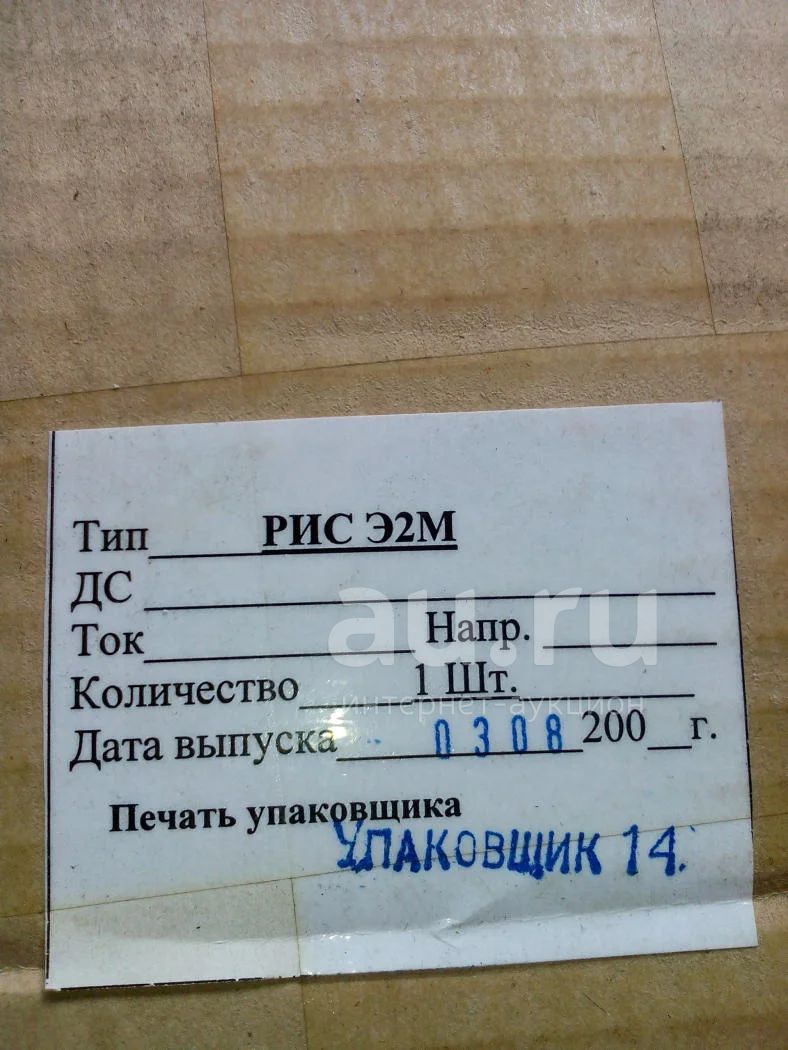 Тип РИС Э2М
ДС
Ток Напр.
Количество 1 Шт.
Дата выпуска 0308 200 г.
Печать упаковщика
УПАКОВЩИК 14.
au.ru
интернет-аукцион